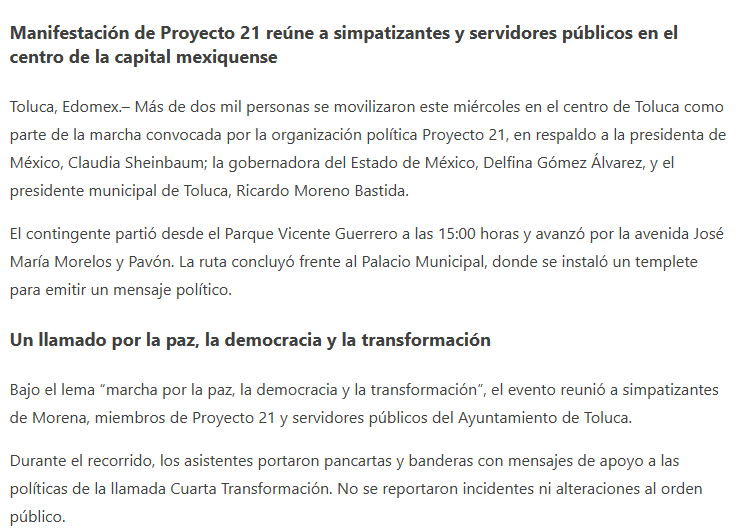 Manifestación de Proyecto 21 reúne a simpatizantes y servidores públicos en el
centro de la capital mexiquense
Toluca, Edomex.– Más de dos mil personas se movilizaron este miércoles en el centro de Toluca como
parte de la marcha convocada por la organización política Proyecto 21, en respaldo a la presidenta de
México, Claudia Sheinbaum; la gobernadora del Estado de México, Delfina Gómez Álvarez, y el
presidente municipal de Toluca, Ricardo Moreno Bastida.
El contingente partió desde el Parque Vicente Guerrero a las 15:00 horas y avanzó por la avenida José
María Morelos y Pavón. La ruta concluyó frente al Palacio Municipal, donde se instaló un templete
para emitir un mensaje político.
Un llamado por la paz, la democracia y la transformación
Bajo el lema “marcha por la paz, la democracia y la transformación”, el evento reunió a simpatizantes
de Morena, miembros de Proyecto 21 y servidores públicos del Ayuntamiento de Toluca.
Durante el recorrido, los asistentes portaron pancartas y banderas con mensajes de apoyo a las
políticas de la llamada Cuarta Transformación. No se reportaron incidentes ni alteraciones al orden
público.